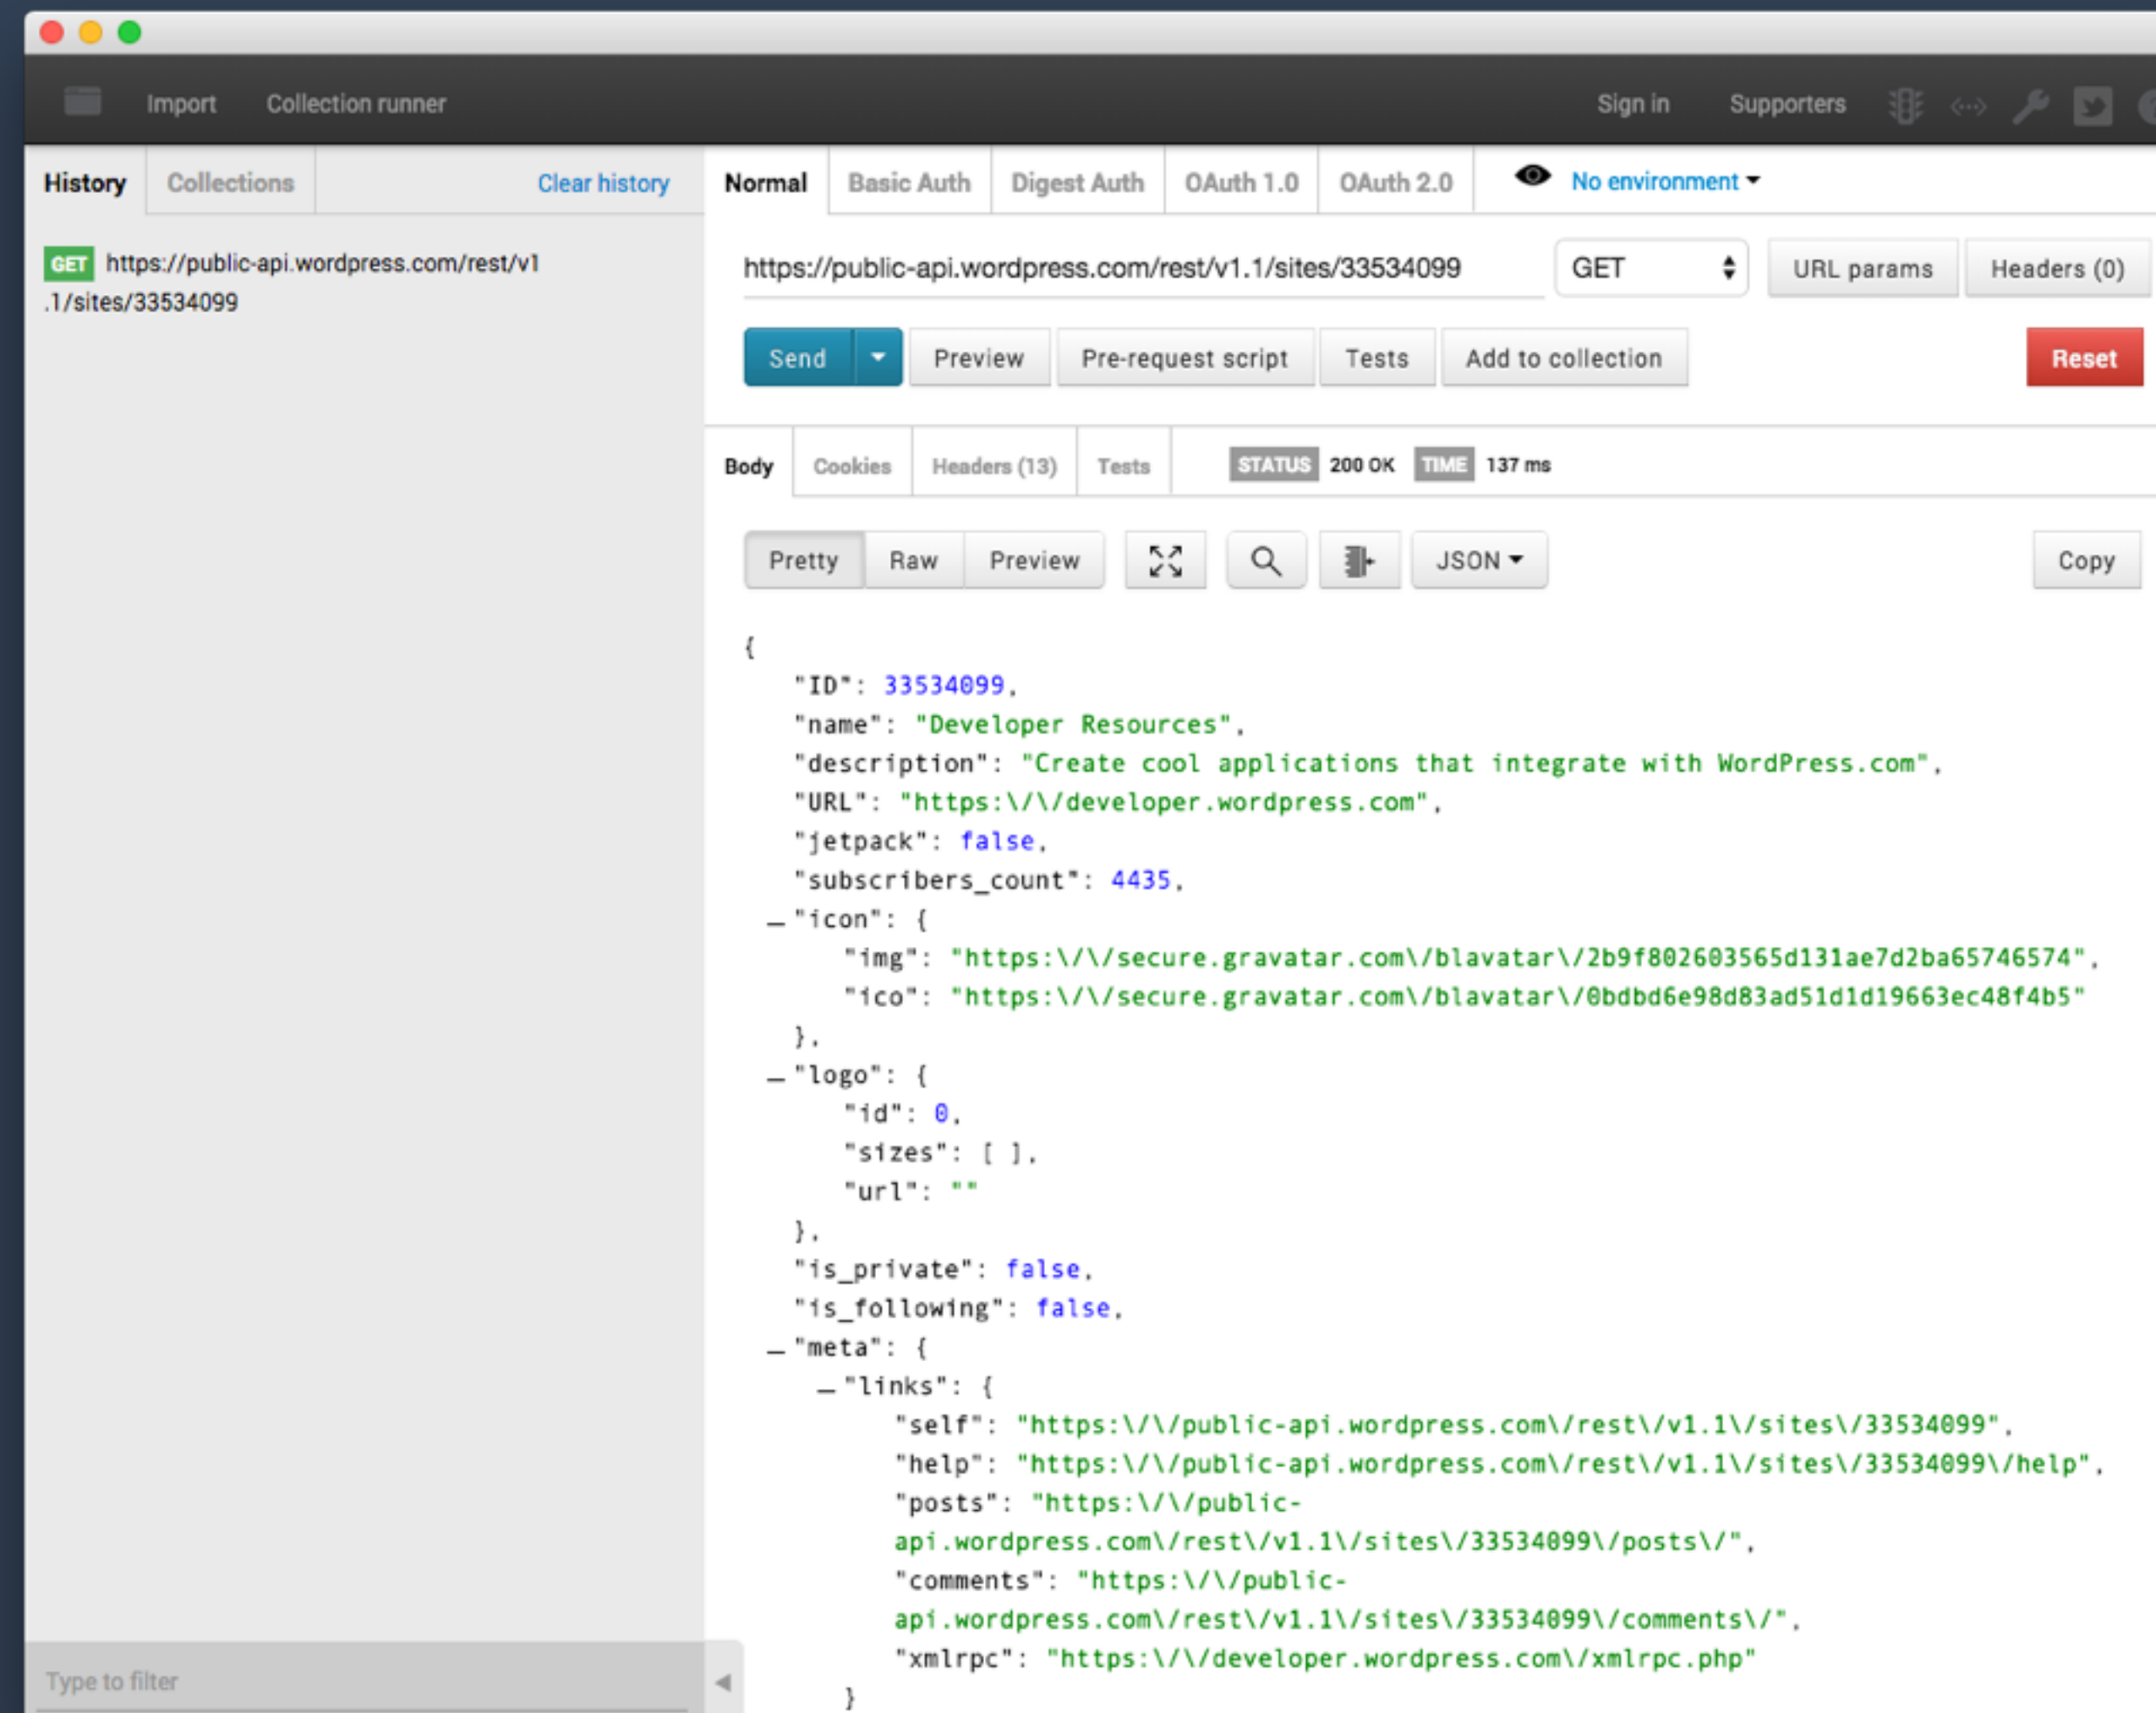 Import Collection runner Sign in Supporters
History Collections Clear history
GET https://public-api.wordpress.com/rest/v1
.1/sites/33534099
Type to filter
Normal Basic Auth Digest Auth OAuth 1.0 OAuth 2.0 No environment
https://public-api.wordpress.com/rest/v1.1/sites/33534099 GET URL params Headers (0)
Send Preview Pre-request script Tests Add to collection Reset
Body Cookies Headers (13) Tests STATUS 200 OK TIME 137 ms
Pretty Raw Preview JSON Copy
{
"ID": 33534099,
"name": "Developer Resources",
"description": "Create cool applications that integrate with WordPress.com",
"URL": "https:\/\/developer.wordpress.com",
"jetpack": false,
"subscribers_count": 4435,
"icon": {
"img": "https:\/\/secure.gravatar.com\/blavatar\/2b9f802603565d131ae7d2ba65746574",
"ico": "https:\/\/secure.gravatar.com\/blavatar\/0bdbd6e98d83ad51d1d19663ec48f4b5"
},
"logo": {
"id": 0,
"sizes": [ ],
"url": ""
},
"is_private": false,
"is_following": false,
"meta": {
"links": {
"self": "https:\/\/public-api.wordpress.com\/rest\/v1.1\/sites\/33534099",
"help": "https:\/\/public-api.wordpress.com\/rest\/v1.1\/sites\/33534099\/help",
"posts": "https:\/\/public-
api.wordpress.com\/rest\/v1.1\/sites\/33534099\/posts\/",
"comments": "https:\/\/public-
api.wordpress.com\/rest\/v1.1\/sites\/33534099\/comments\/",
"xmlrpc": "https:\/\/developer.wordpress.com\/xmlrpc.php"
}